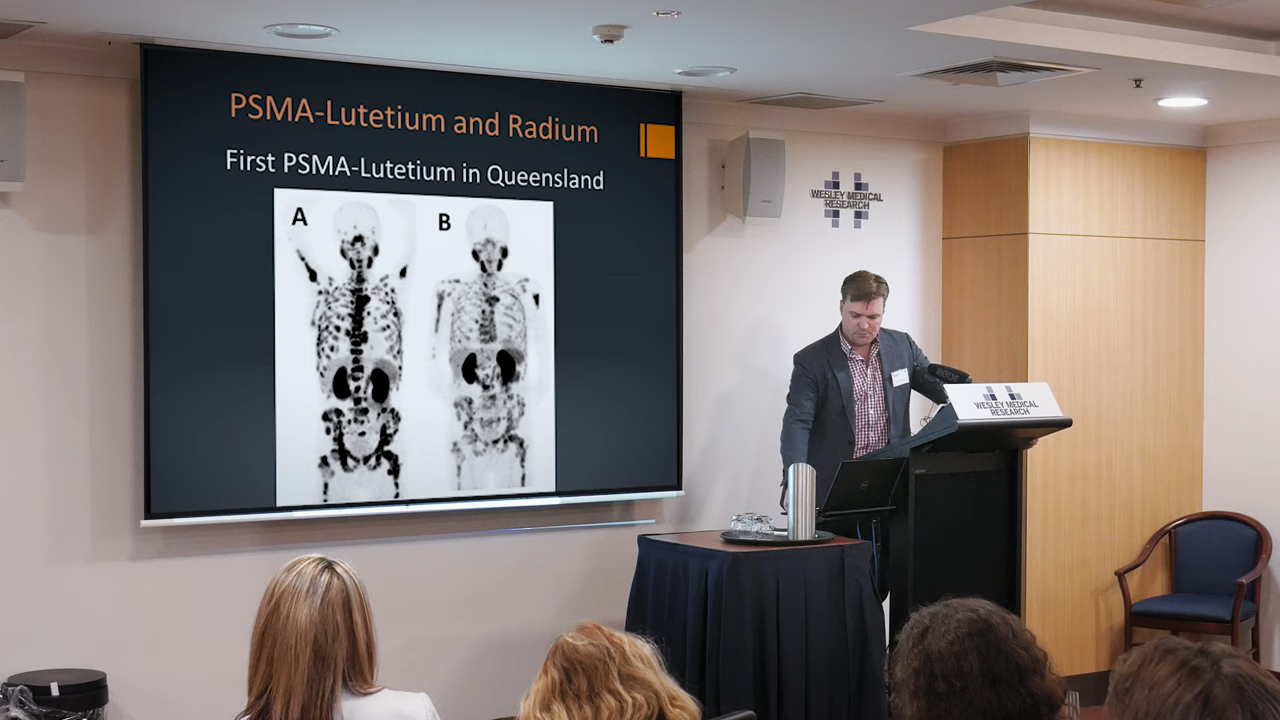 PSMA-Lutetium and Radium
First PSMA-Lutetium in Queensland
A B
WESLEY MEDICAL
RESEARCH
WESLEY MEDICAL
RESEARCH